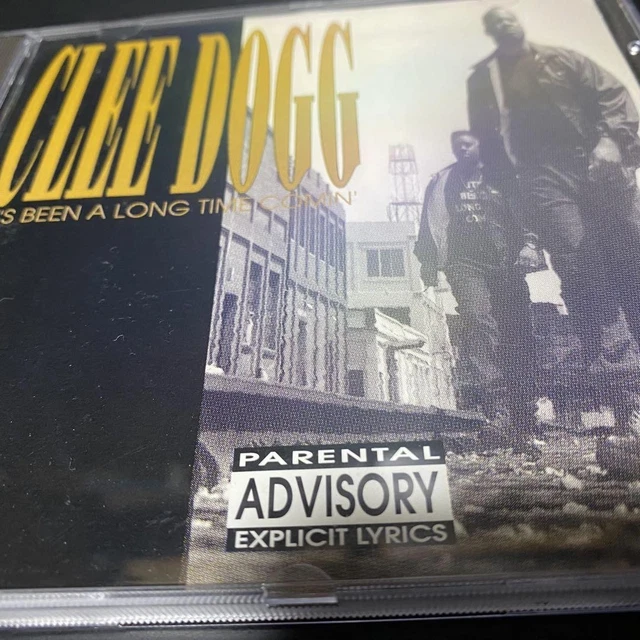 CLEE DOGG
'S BEEN A LONG TIME COMIN'
PARENTAL
ADVISORY
EXPLICIT LYRICS